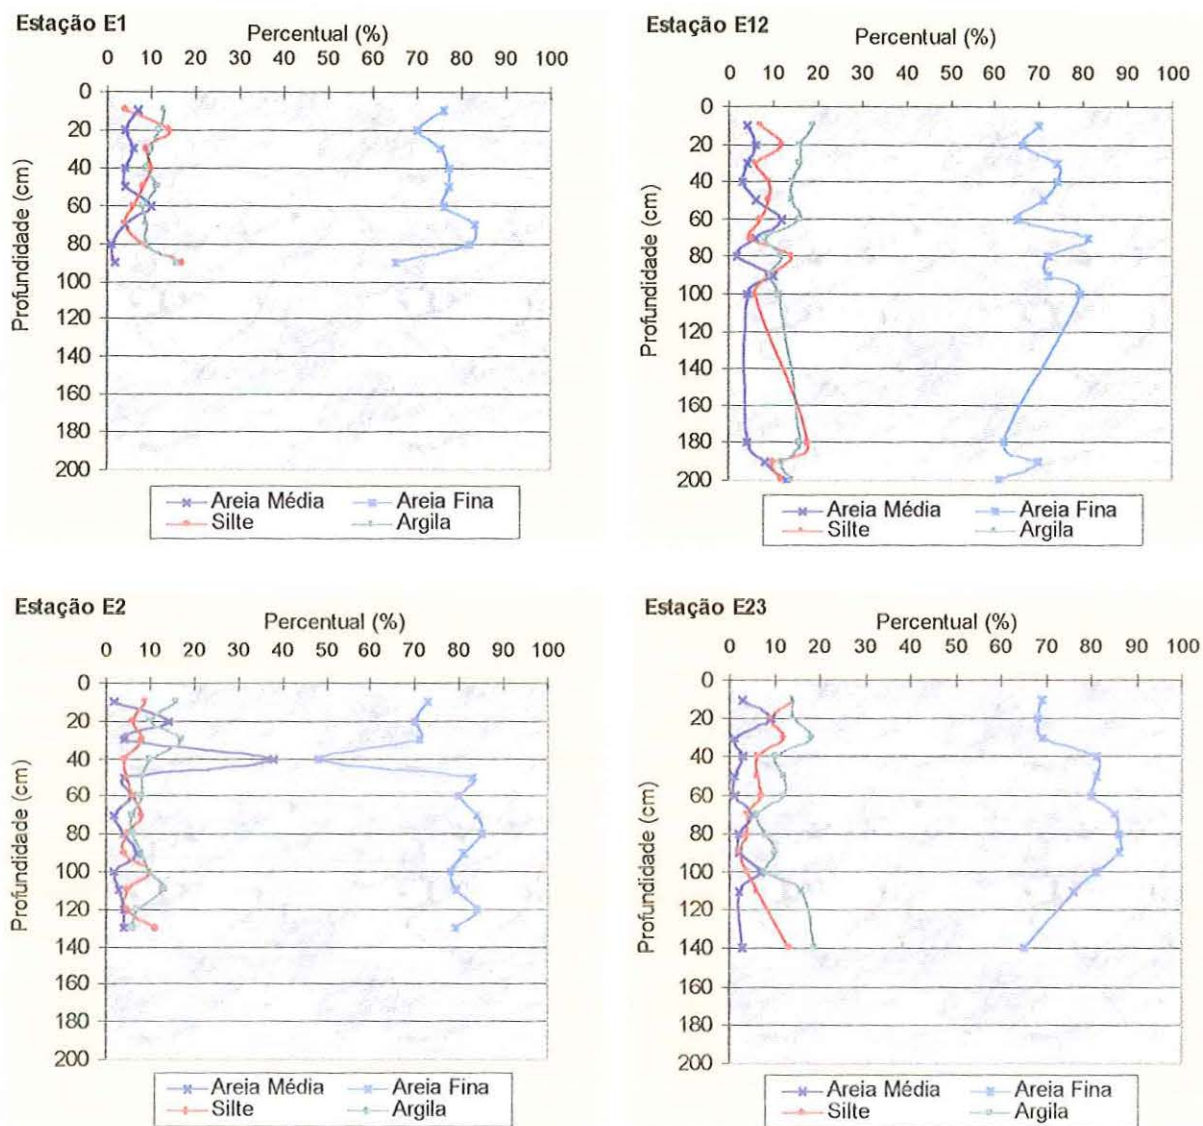 Estação E1
Percentual (%)
0 10 20 30 40 50 60 70 80 90 100
0
20
40
60
80
100
120
140
160
180
200
Profundidade (cm)
Areia Média Areia Fina
Silte Argila
Estação E12
Percentual (%)
0 10 20 30 40 50 60 70 80 90 100
0
20
40
60
80
100
120
140
160
180
200
Profundidade (cm)
Areia Média Areia Fina
Silte Argila
Estação E2
Percentual (%)
0 10 20 30 40 50 60 70 80 90 100
0
20
40
60
80
100
120
140
160
180
200
Profundidade (cm)
Areia Média Areia Fina
Silte Argila
Estação E23
Percentual (%)
0 10 20 30 40 50 60 70 80 90 100
0
20
40
60
80
100
120
140
160
180
200
Profundidade (cm)
Areia Média Areia Fina
Silte Argila